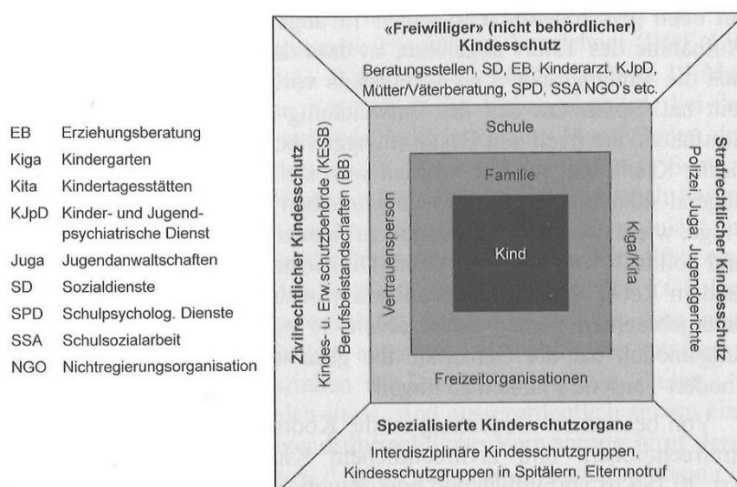 EB Erziehungsberatung
Kiga Kindergarten
Kita Kindertagesstätten
KJpD Kinder- und Jugend-
psychiatrische Dienst
Juga Jugendanwaltschaften
SD Sozialdienste
SPD Schulpsycholog. Dienste
SSA Schulsozialarbeit
NGO Nichtregierungsorganisation
«Freiwilliger» (nicht behördlicher)
Kindesschutz
Beratungsstellen, SD, EB, Kinderarzt, KJpD,
Mütter/Väterberatung, SPD, SSA NGO's etc.
Zivilrechtlicher Kindesschutz
Kindes- u. Erw.schutzbehörde (KESB)
Berufsbeistandschaften (BB)
Schule
Vertrauensperson
Familie
Kind
Kiga/Kita
Freizeitorganisationen
Strafrechtlicher Kindesschutz
Polizei, Juga, Jugendgerichte
Spezialisierte Kinderschutzorgane
Interdisziplinäre Kindesschutzgruppen,
Kindesschutzgruppen in Spitälern, Elternnotruf